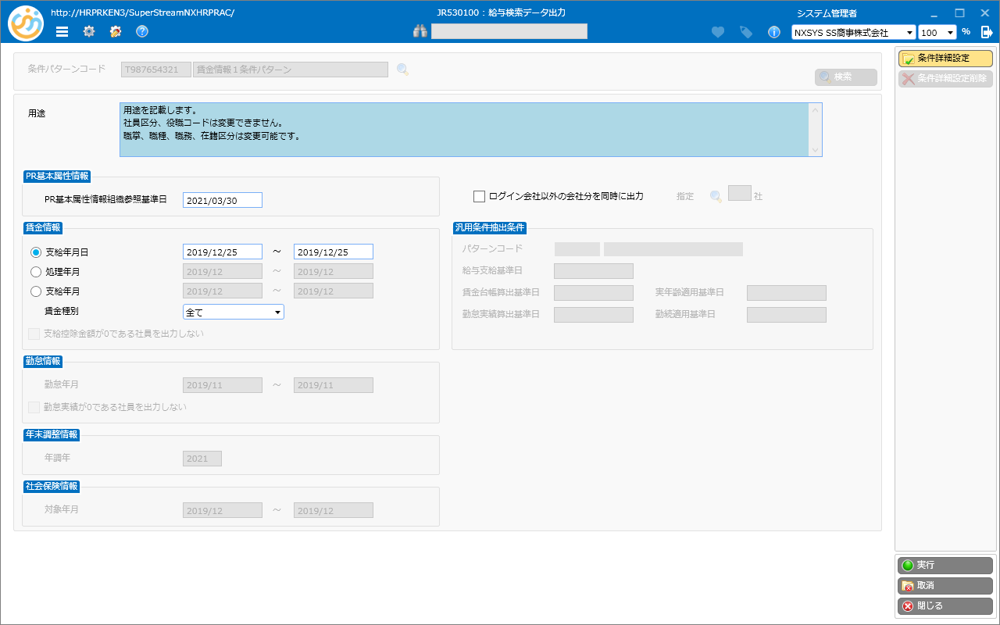 http://HRPRKEN3/SuperStreamNXHRPRAC/
JR530100：給与検索データ出力
システム管理者
NXSYS SS商事株式会社
100
%
条件パターンコード
T987654321
賃金情報１条件パターン
検索
条件詳細設定
条件詳細設定削除
用途
用途を記載します。
社員区分、役職コードは変更できません。
職掌、職種、職務、在籍区分は変更可能です。
PR基本属性情報
PR基本属性情報組織参照基準日
2021/03/30
ログイン会社以外の会社分を同時に出力
指定
社
賃金情報
支給年月日
2019/12/25
～
2019/12/25
処理年月
2019/12
～
2019/12
支給年月
2019/12
～
2019/12
賃金種別
全て
支給控除金額が0である社員を出力しない
汎用条件抽出条件
パターンコード
給与支給基準日
賃金台帳算出基準日
実年齢適用基準日
勤怠実績算出基準日
勤続適用基準日
勤怠情報
勤怠年月
2019/11
～
2019/11
勤怠実績が0である社員を出力しない
年末調整情報
年調年
2021
社会保険情報
対象年月
2019/12
～
2019/12
実行
取消
閉じる